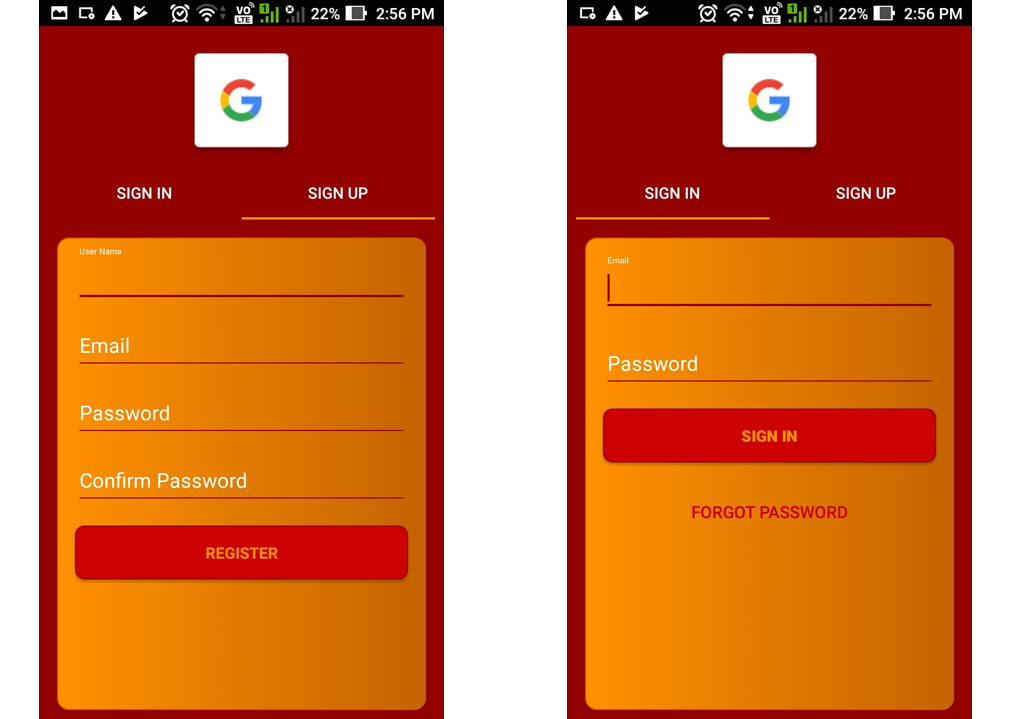 VO LTE 1 22% 2:56 PM
SIGN IN SIGN UP
User Name
Email
Password
Confirm Password
REGISTER
VO LTE 1 22% 2:56 PM
SIGN IN SIGN UP
Email
Password
SIGN IN
FORGOT PASSWORD